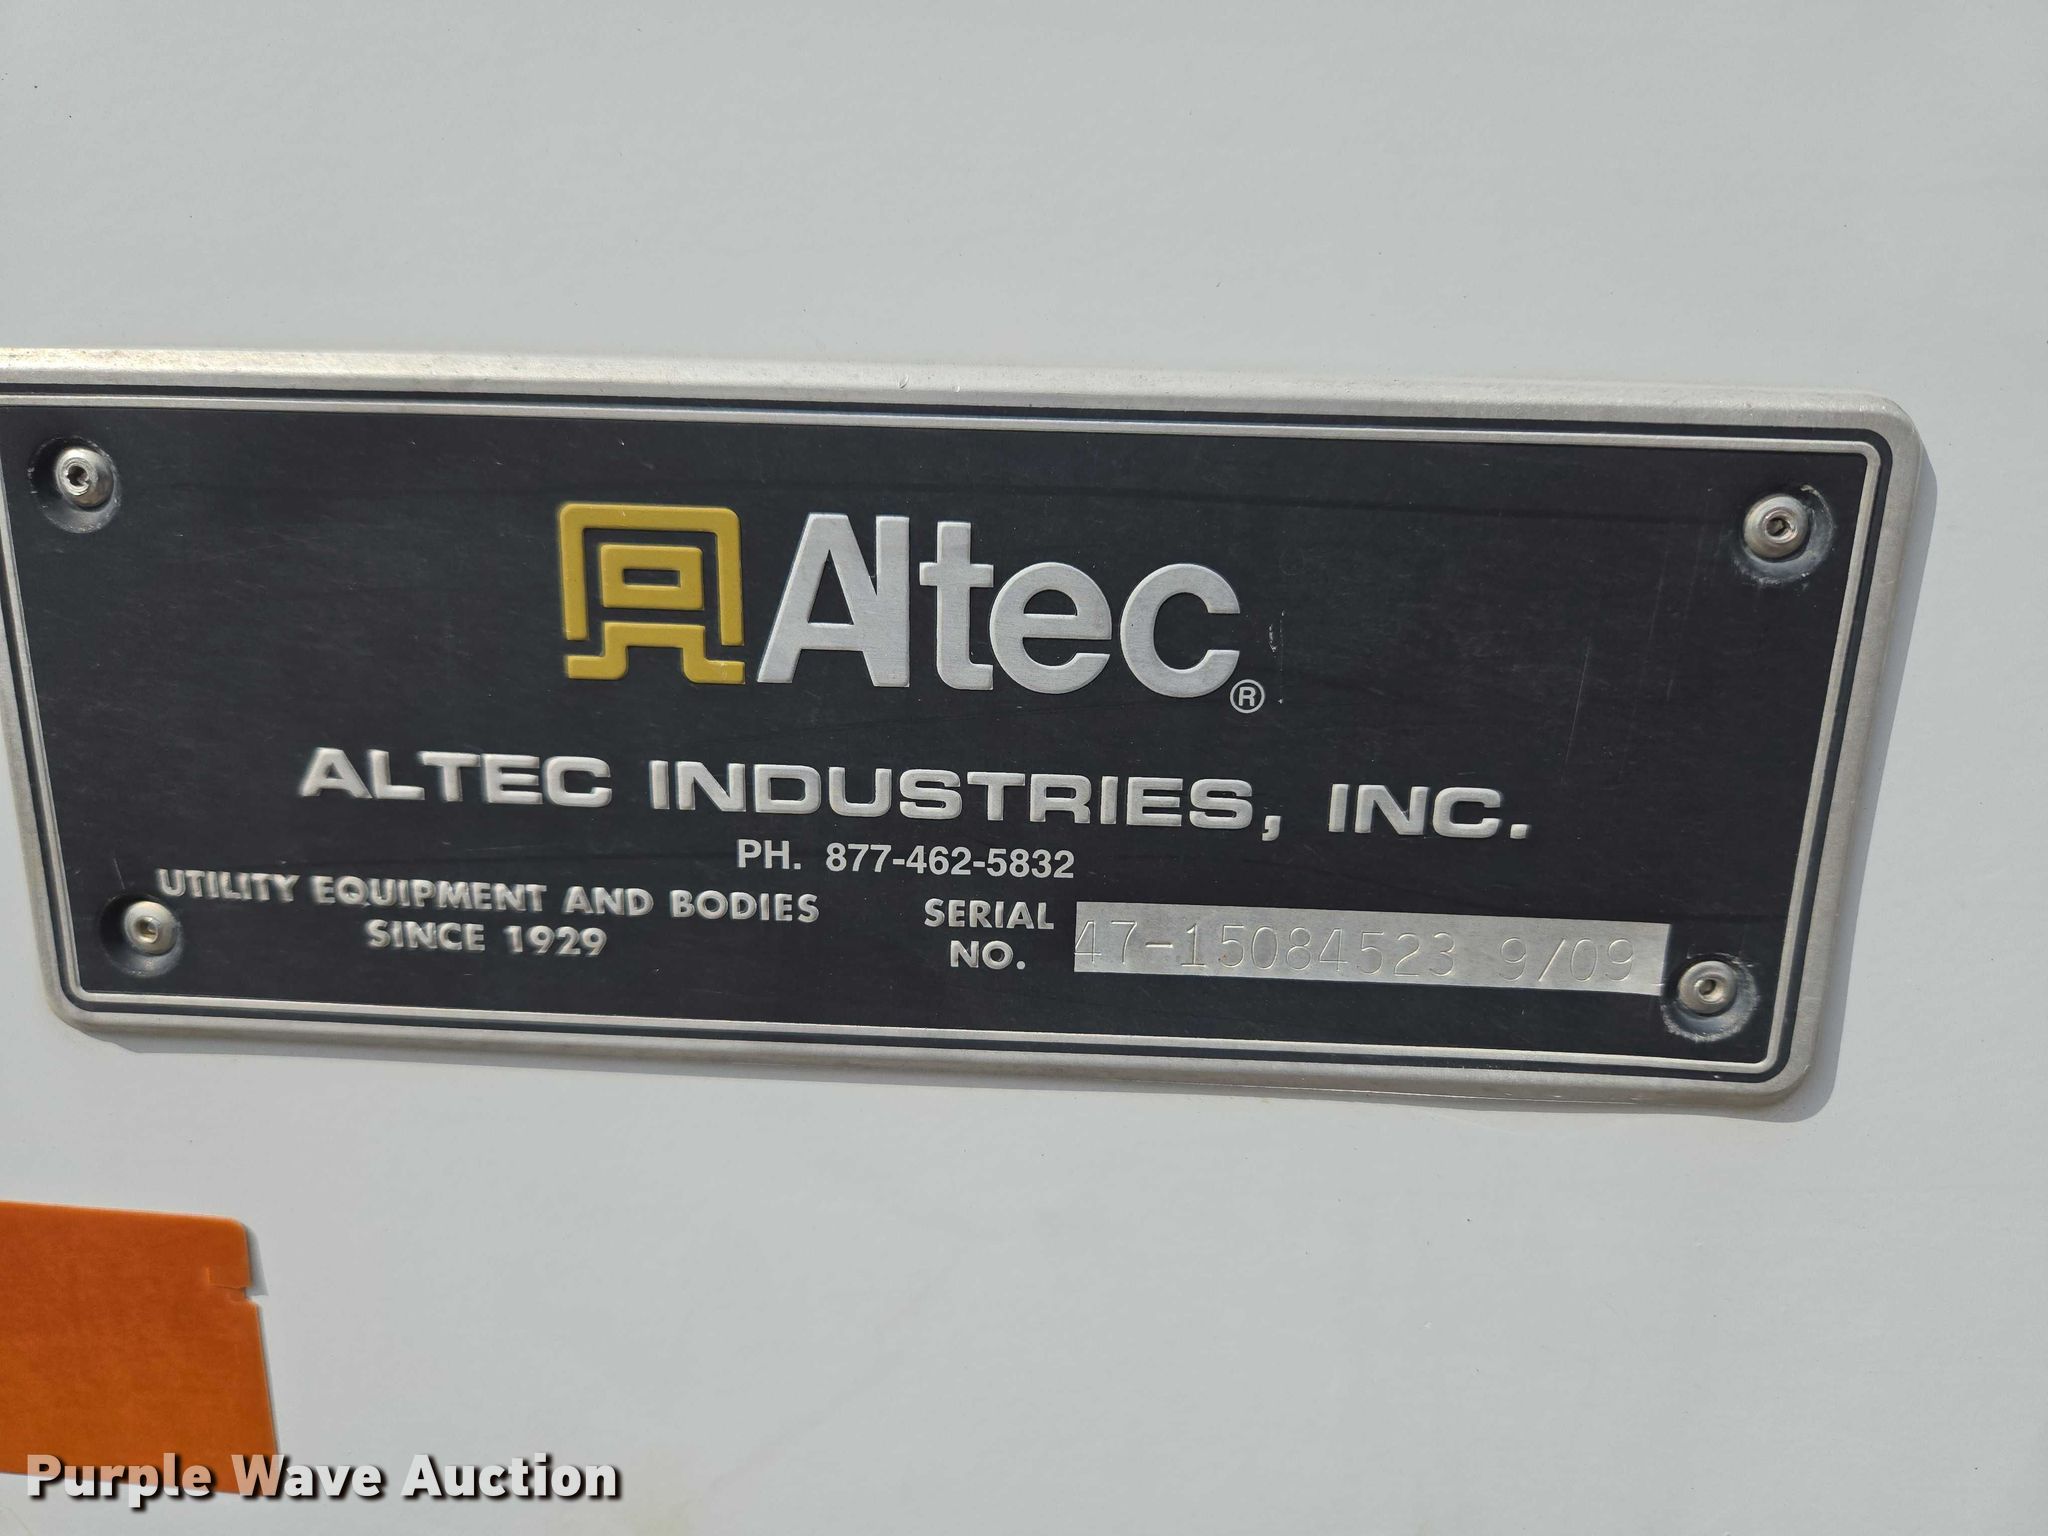 Altec®
ALTEC INDUSTRIES, INC.
PH. 877-462-5832
UTILITY EQUIPMENT AND BODIES
SINCE 1929
SERIAL
NO. 47-15084523 9/09
Purple Wave Auction